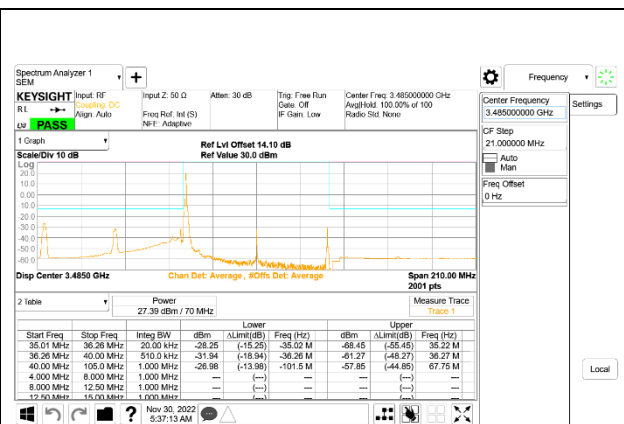 Spectrum Analyzer 1
SEM
Frequency
KEYSIGHT
RL
PASS
Input: RF
Coupling: DC
Align: Auto
Input Z: 50 Ω
Freq Ref: Int (S)
NFE: Adaptive
Atten: 30 dB
Trig: Free Run
Gate: Off
IF Gain: Low
Center Freq: 3.485000000 GHz
Avg|Hold: 100.00% of 100
Radio Std: None
Center Frequency
3.485000000 GHz
Settings
CF Step
21.000000 MHz
Auto
Man
Freq Offset
0 Hz
Local
1 Graph
Scale/Div 10 dB
Ref Lvl Offset 14.10 dB
Ref Value 30.0 dBm
Log
20.0
10.0
0.00
-10.0
-20.0
-30.0
-40.0
-50.0
-60.0
Disp Center 3.4850 GHz
Chan Det: Average , #Offs Det: Average
Span 210.00 MHz
2001 pts
2 Table
Power
27.39 dBm / 70 MHz
Measure Trace
Trace 1
Lower Upper
Start Freq Stop Freq Integ BW dBm ΔLimit(dB) Freq (Hz) dBm ΔLimit(dB) Freq (Hz)
35.01 MHz 36.26 MHz 20.00 kHz -28.25 (-15.25) -35.02 M -68.45 (-55.45) 35.22 M
36.26 MHz 40.00 MHz 510.0 kHz -31.94 (-18.94) -36.26 M -61.27 (-48.27) 36.27 M
40.00 MHz 105.0 MHz 1.000 MHz -26.98 (-13.98) -101.5 M -57.85 (-44.85) 67.75 M
4.000 MHz 8.000 MHz 1.000 MHz --- (---) --- --- (---) ---
8.000 MHz 12.50 MHz 1.000 MHz --- (---) --- --- (---) ---
12.50 MHz 15.00 MHz 1.000 MHz --- (---) --- --- (---) ---
Nov 30, 2022
5:37:13 AM